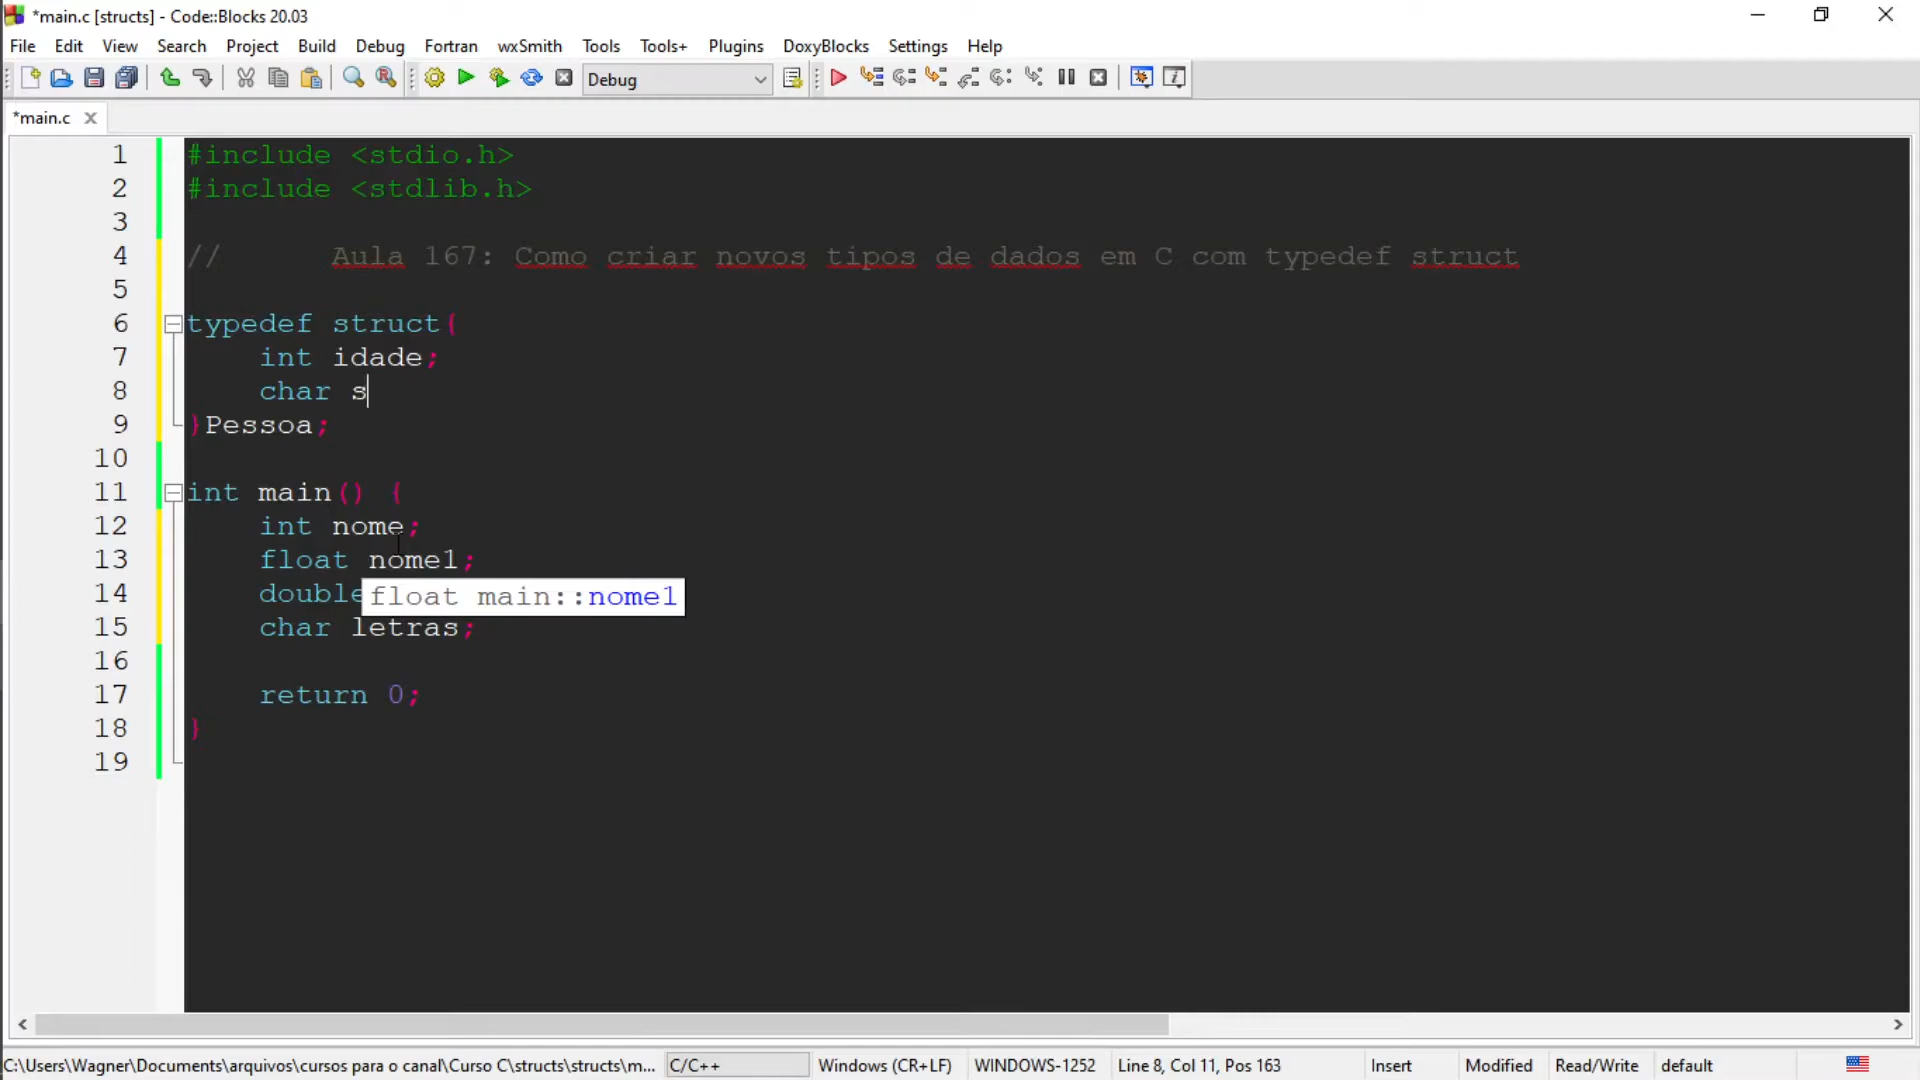 *main.c [structs] - Code::Blocks 20.03
File Edit View Search Project Build Debug Fortran wxSmith Tools Tools+ Plugins DoxyBlocks Settings Help
Debug
*main.c
1 #include <stdio.h>
2 #include <stdlib.h>
3
4 // Aula 167: Como criar novos tipos de dados em C com typedef struct
5
6 typedef struct{
7 int idade;
8 char s
9 }Pessoa;
10
11 int main() {
12 int nome;
13 float nome1;
14 double
float main::nome1
15 char letras;
16
17 return 0;
18 }
19
C:\Users\Wagner\Documents\arquivos\cursos para o canal\Curso C\structs\structs\m... C/C++ Windows (CR+LF) WINDOWS-1252 Line 8, Col 11, Pos 163 Insert Modified Read/Write default